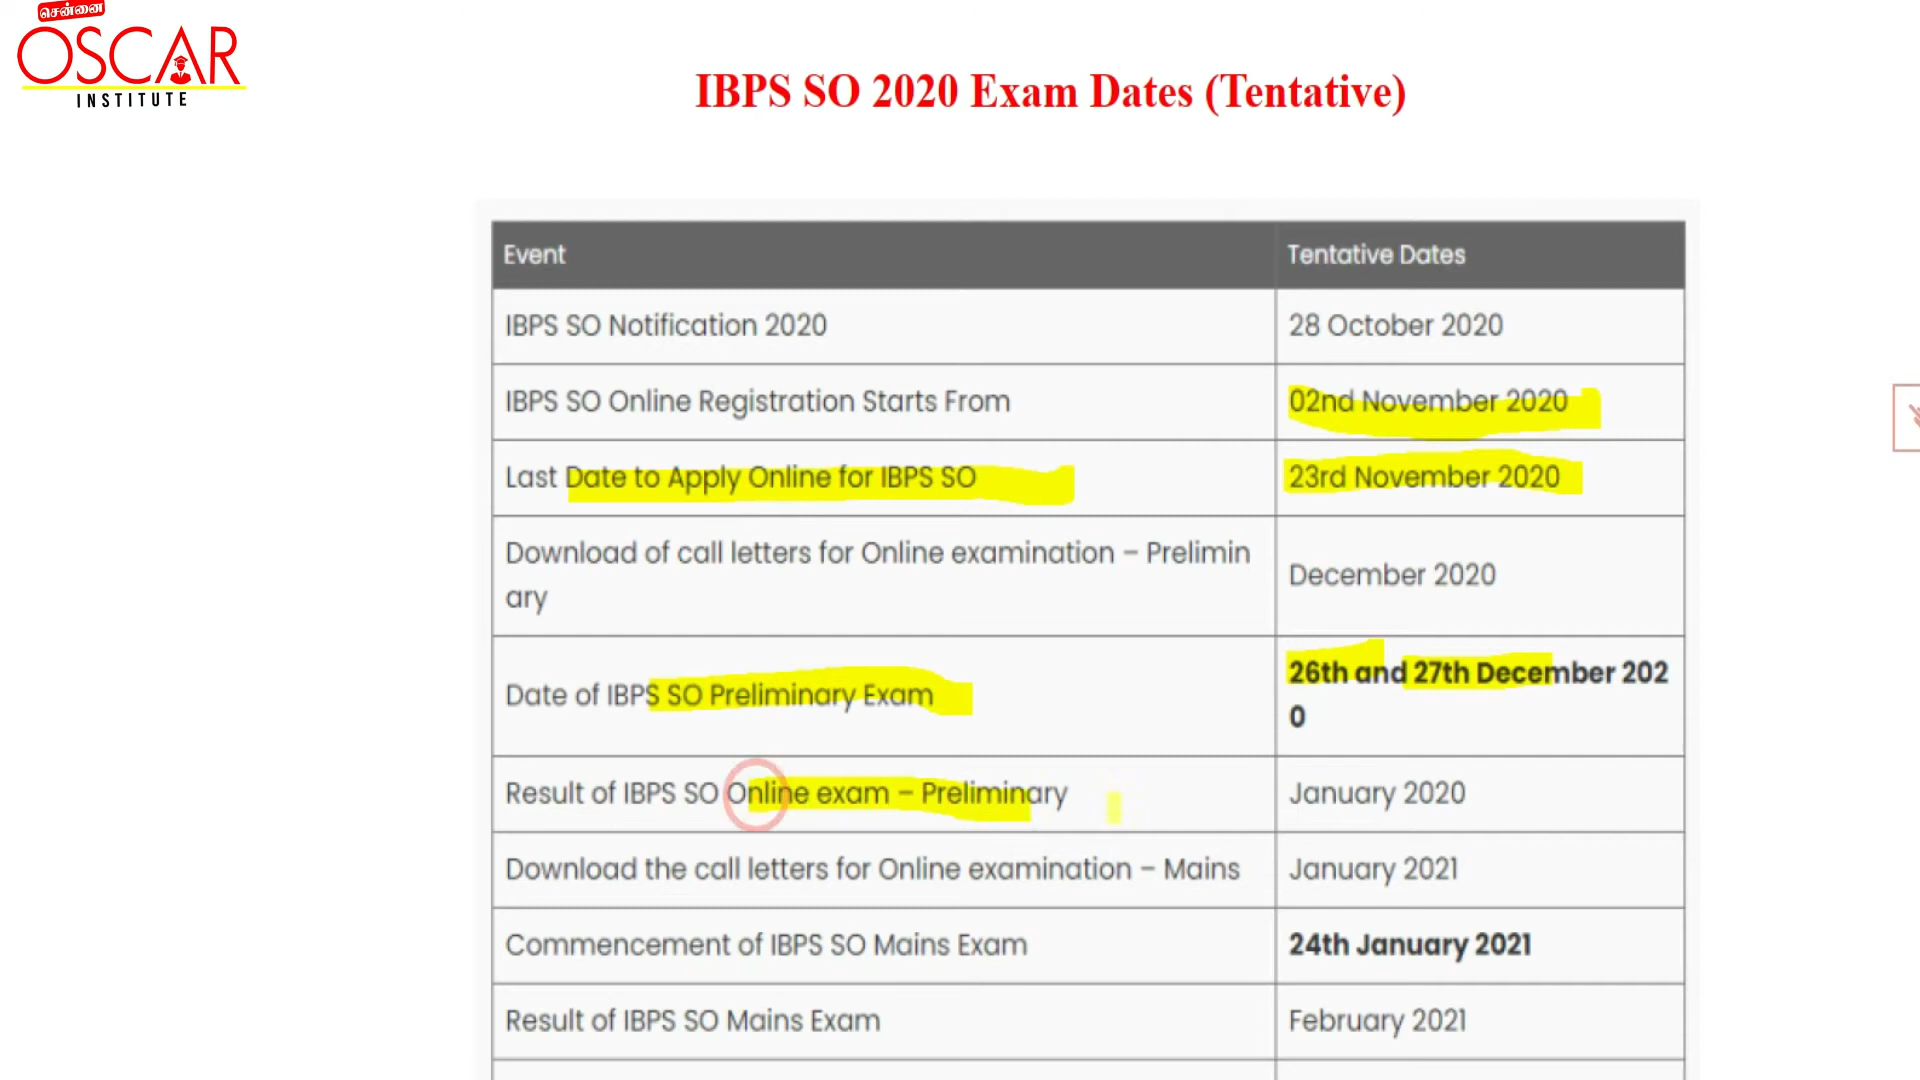 சென்னை
OSCAR
INSTITUTE
IBPS SO 2020 Exam Dates (Tentative)
Event Tentative Dates
IBPS SO Notification 2020 28 October 2020
IBPS SO Online Registration Starts From 02nd November 2020
Last Date to Apply Online for IBPS SO 23rd November 2020
Download of call letters for Online examination – Prelimin
ary December 2020
Date of IBPS SO Preliminary Exam 26th and 27th December 202
0
Result of IBPS SO Online exam – Preliminary January 2020
Download the call letters for Online examination – Mains January 2021
Commencement of IBPS SO Mains Exam 24th January 2021
Result of IBPS SO Mains Exam February 2021